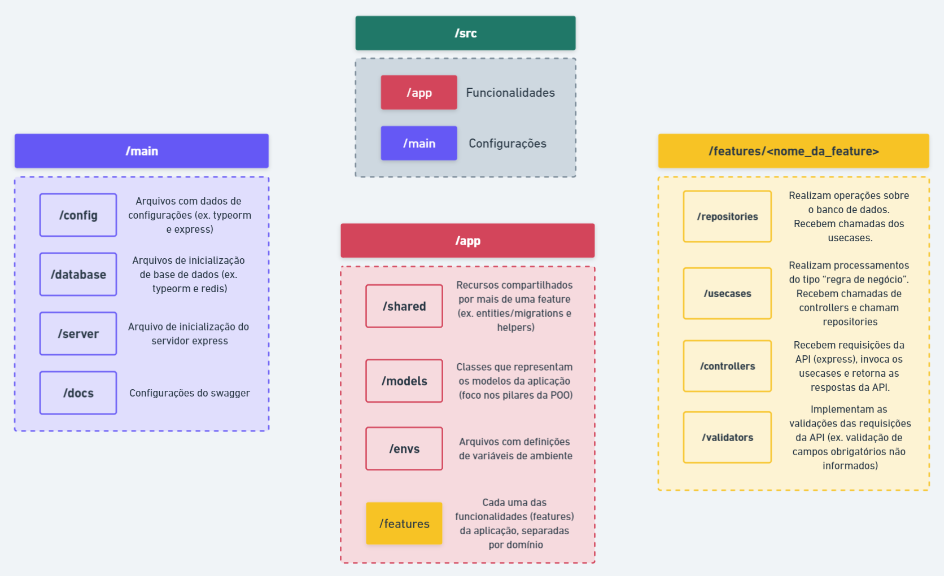 /src
/app
Funcionalidades
/main
Configurações
/main
/config
Arquivos com dados de
configurações (ex. typeorm
e express)
/database
Arquivos de inicialização
de base de dados (ex.
typeorm e redis)
/server
Arquivo de inicialização do
servidor express
/docs
Configurações do swagger
/app
/shared
Recursos compartilhados
por mais de uma feature
(ex. entities/migrations e
helpers)
/models
Classes que representam
os modelos da aplicação
(foco nos pilares da POO)
/envs
Arquivos com definições
de variáveis de ambiente
/features
Cada uma das
funcionalidades (features)
da aplicação, separadas
por domínio
/features/<nome_da_feature>
/repositories
Realizam operações sobre
o banco de dados.
Recebem chamadas dos
usecases.
/usecases
Realizam processamentos
do tipo "regra de negócio".
Recebem chamadas de
controllers e chamam
repositories
/controllers
Recebem requisições da
API (express), invoca os
usecases e retorna as
respostas da API.
/validators
Implementam as
validações das requisições
da API (ex. validação de
campos obrigatórios não
informados)